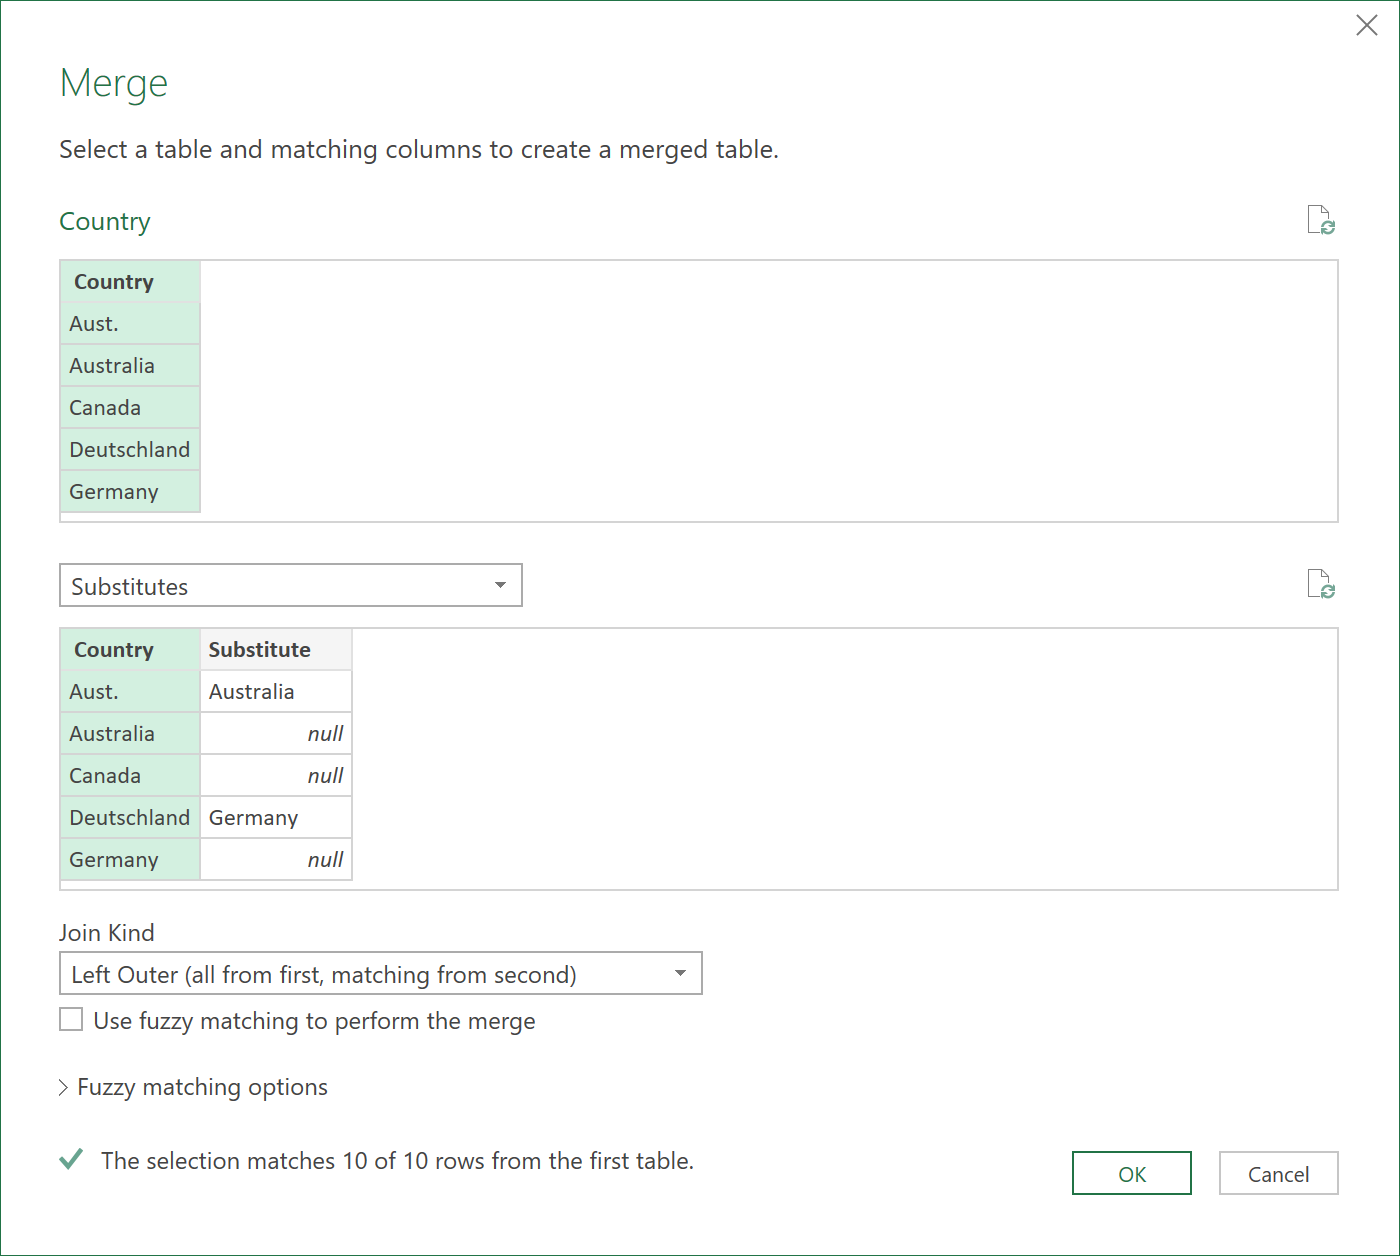 Merge
Select a table and matching columns to create a merged table.
Country
Country
Aust.
Australia
Canada
Deutschland
Germany
Substitutes
Country Substitute
Aust. Australia
Australia null
Canada null
Deutschland Germany
Germany null
Join Kind
Left Outer (all from first, matching from second)
Use fuzzy matching to perform the merge
Fuzzy matching options
The selection matches 10 of 10 rows from the first table.
OK Cancel